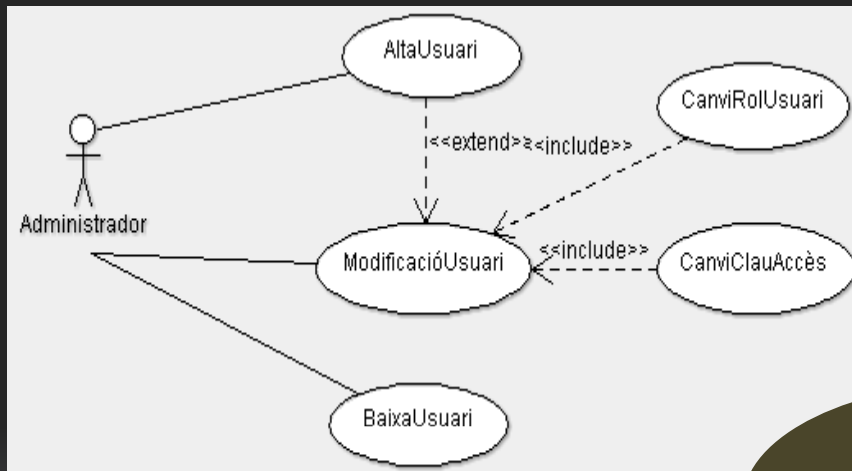 AltaUsuari
CanviRolUsuari
<<extend>>
<<include>>
Administrador
ModificacióUsuari
<<include>>
CanviClauAccès
BaixaUsuari